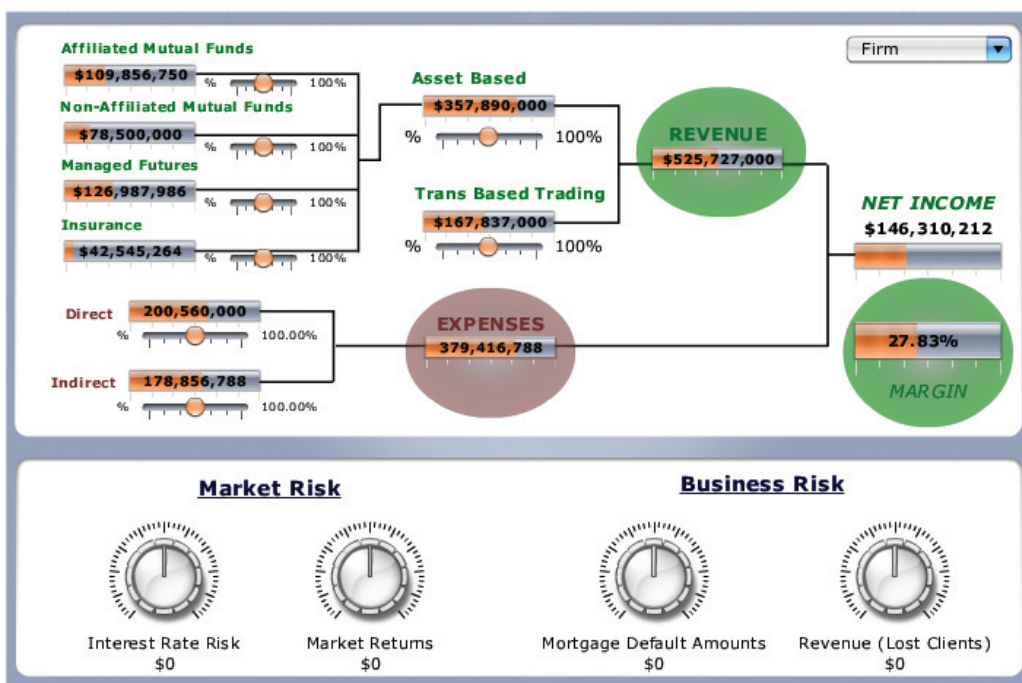 Affiliated Mutual Funds
$109,856,750
% 100%
Non-Affiliated Mutual Funds
$78,500,000
% 100%
Managed Futures
$126,987,986
% 100%
Insurance
$42,545,264
% 100%
Asset Based
$357,890,000
% 100%
Trans Based Trading
$167,837,000
% 100%
REVENUE
$525,727,000
Firm
NET INCOME
$146,310,212
27.83%
MARGIN
Direct
200,560,000
% 100.00%
Indirect
178,856,788
% 100.00%
EXPENSES
379,416,788
Market Risk
Interest Rate Risk
$0
Market Returns
$0
Business Risk
Mortgage Default Amounts
$0
Revenue (Lost Clients)
$0